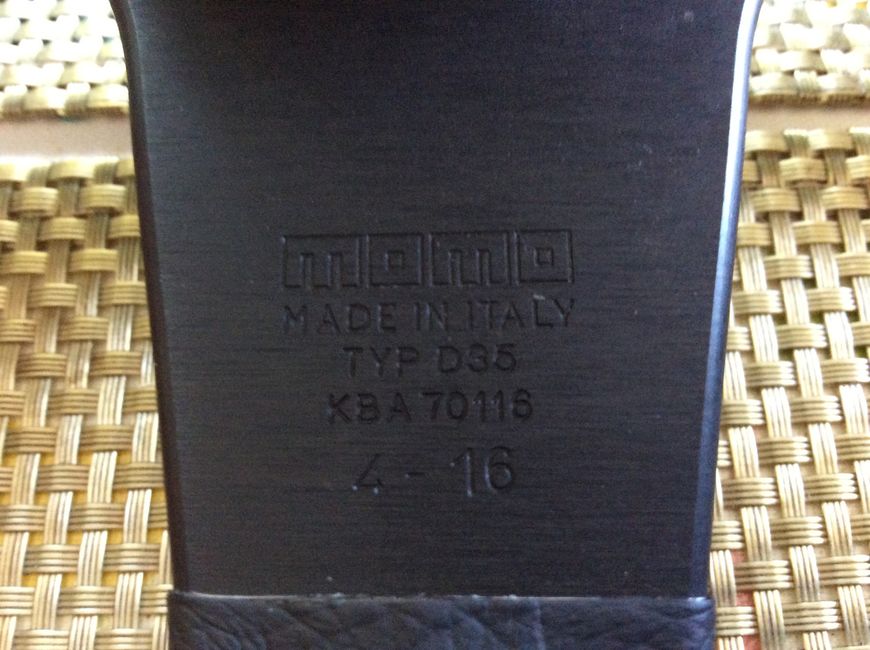 momo
MADE IN ITALY
TYP D35
KBA 70116
4 - 16